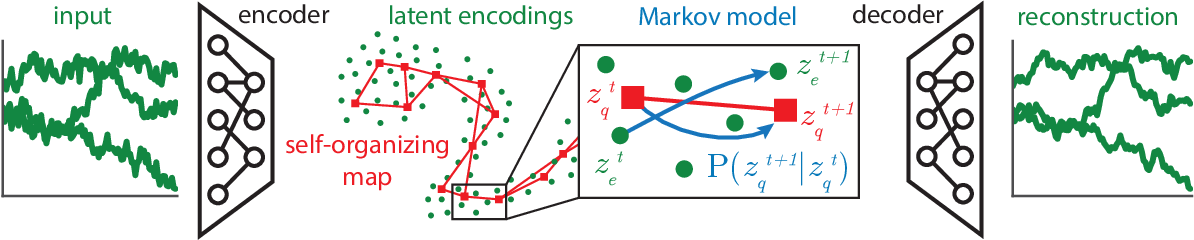 input
encoder
latent encodings
Markov model
decoder
reconstruction
self-organizing
map
z_q^t
z_e^t
z_e^{t+1}
z_q^{t+1}
P(z_q^{t+1}|z_q^t)